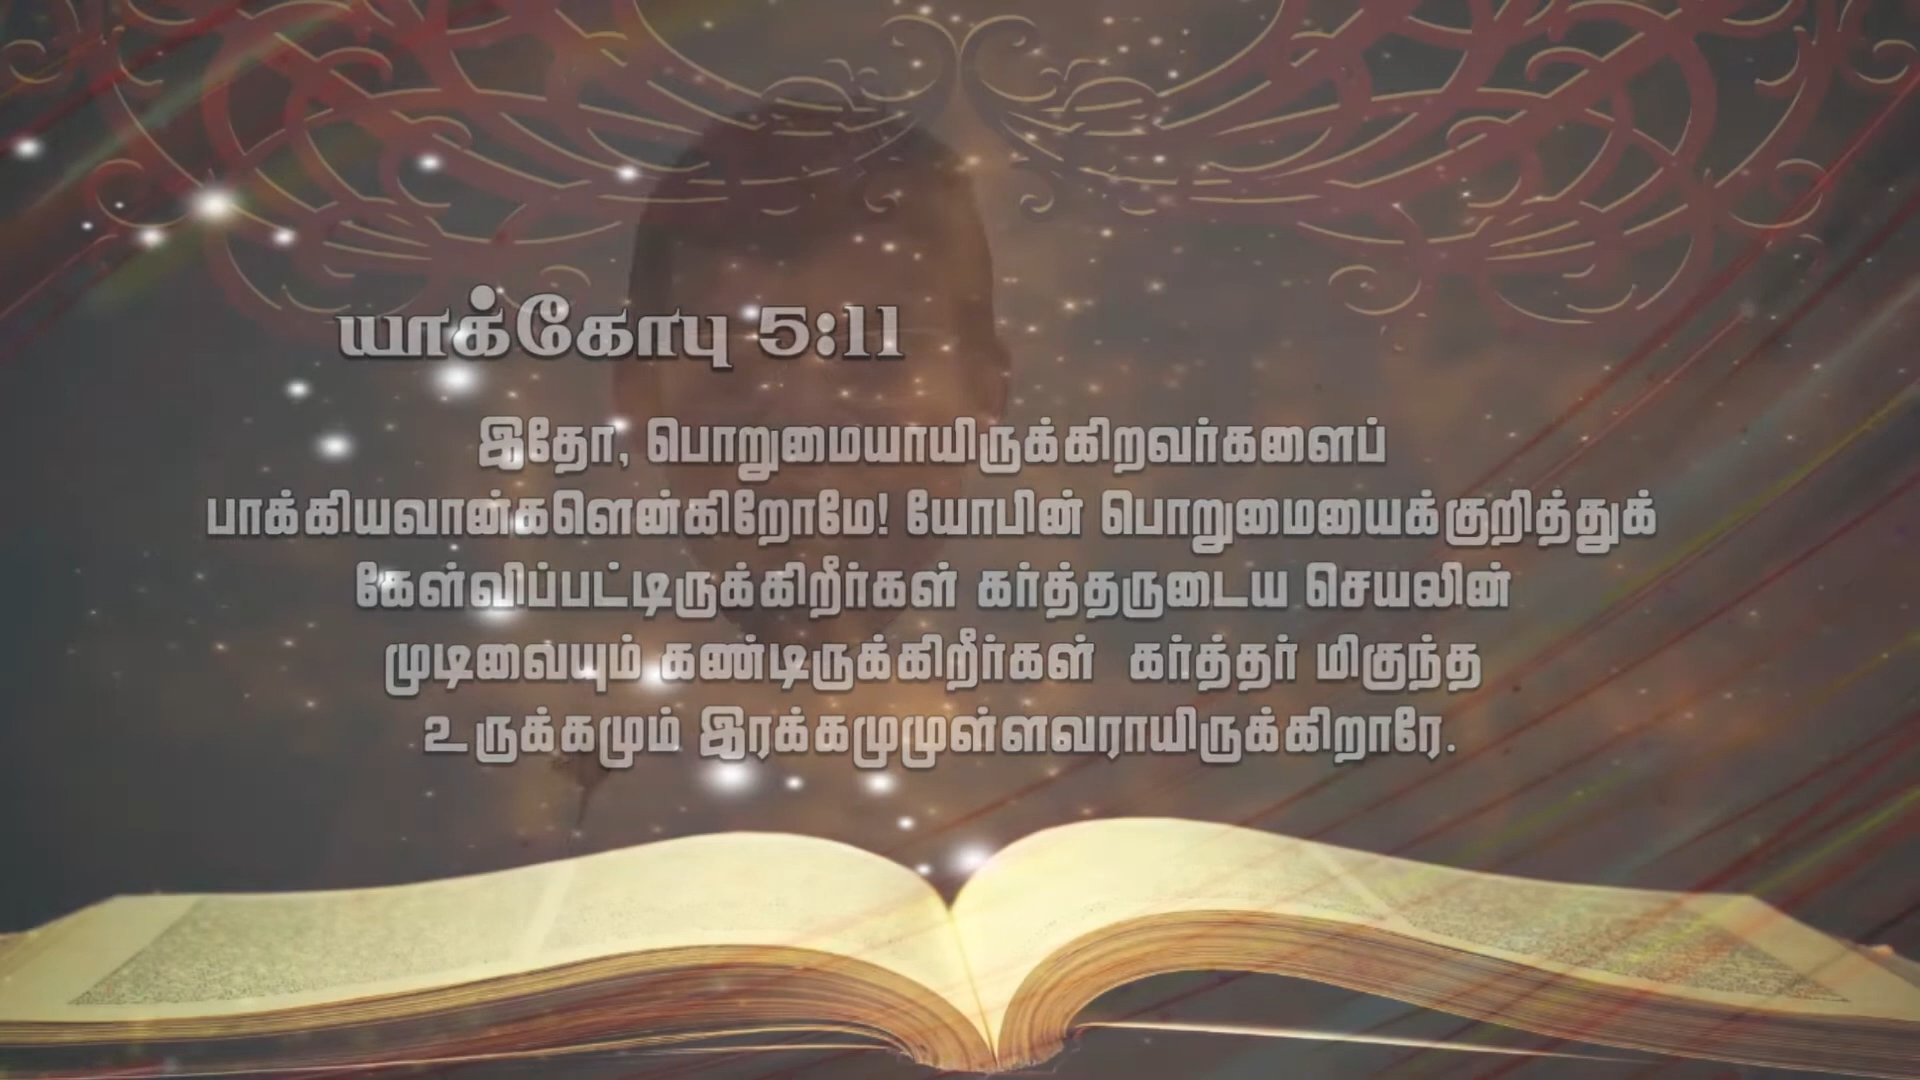 யாக்கோபு 5:11
இதோ, பொறுமையாயிருக்கிறவர்களைப்
பாக்கியவான்களென்கிறோமே! யோபின் பொறுமையைக்குறித்துக்
கேள்விப்பட்டிருக்கிறீர்கள் கர்த்தருடைய செயலின்
முடிவையும் கண்டிருக்கிறீர்கள் கர்த்தர் மிகுந்த
உருக்கமும் இரக்கமுமுள்ளவராயிருக்கிறாரே.